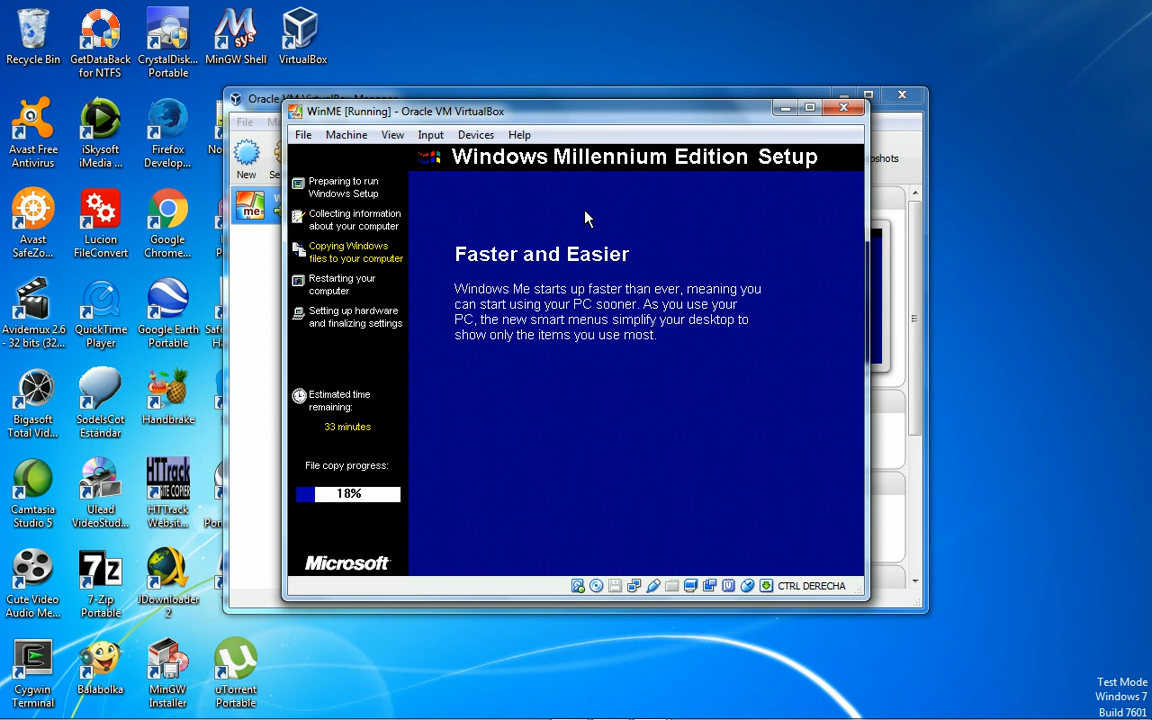 Recycle Bin
GetDataBack
for NTFS
CrystalDisk...
Portable
MinGW Shell
VirtualBox
Avast Free
Antivirus
iSkysoft
iMedia ...
Firefox
Develop...
Avast
SafeZo...
Lucion
FileConvert
Google
Chrome...
Avidemux 2.6
- 32 bits (32...
QuickTime
Player
Google Earth
Portable
Bigasoft
Total Vid...
SodelsCot
Estándar
Handbrake
Camtasia
Studio 5
Ulead
VideoStud...
HTTrack
SITE COPIER
HTTrack
Websit...
Cute Video
Audio Me...
7-Zip
Portable
JDownloader
2
Cygwin
Terminal
Balabolka
MinGW
Installer
uTorrent
Portable
File
New
me
WinME [Running] - Oracle VM VirtualBox
File Machine View Input Devices Help
Windows Millennium Edition Setup
Preparing to run
Windows Setup
Collecting information
about your computer
Copying Windows
files to your computer
Restarting your
computer
Setting up hardware
and finalizing settings
Estimated time
remaining:
33 minutes
File copy progress:
18%
Microsoft
Faster and Easier
Windows Me starts up faster than ever, meaning you
can start using your PC sooner. As you use your
PC, the new smart menus simplify your desktop to
show only the items you use most.
CTRL DERECHA
Test Mode
Windows 7
Build 7601